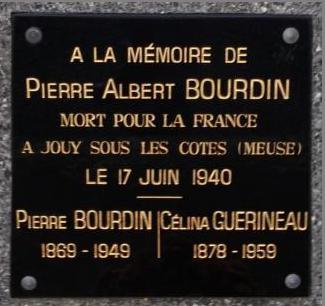 A LA MÉMOIRE DE
PIERRE ALBERT BOURDIN
MORT POUR LA FRANCE
A JOUY SOUS LES COTES (MEUSE)
LE 17 JUIN 1940
PIERRE BOURDIN
1869 - 1949
CÉLINA GUERINEAU
1878 - 1959